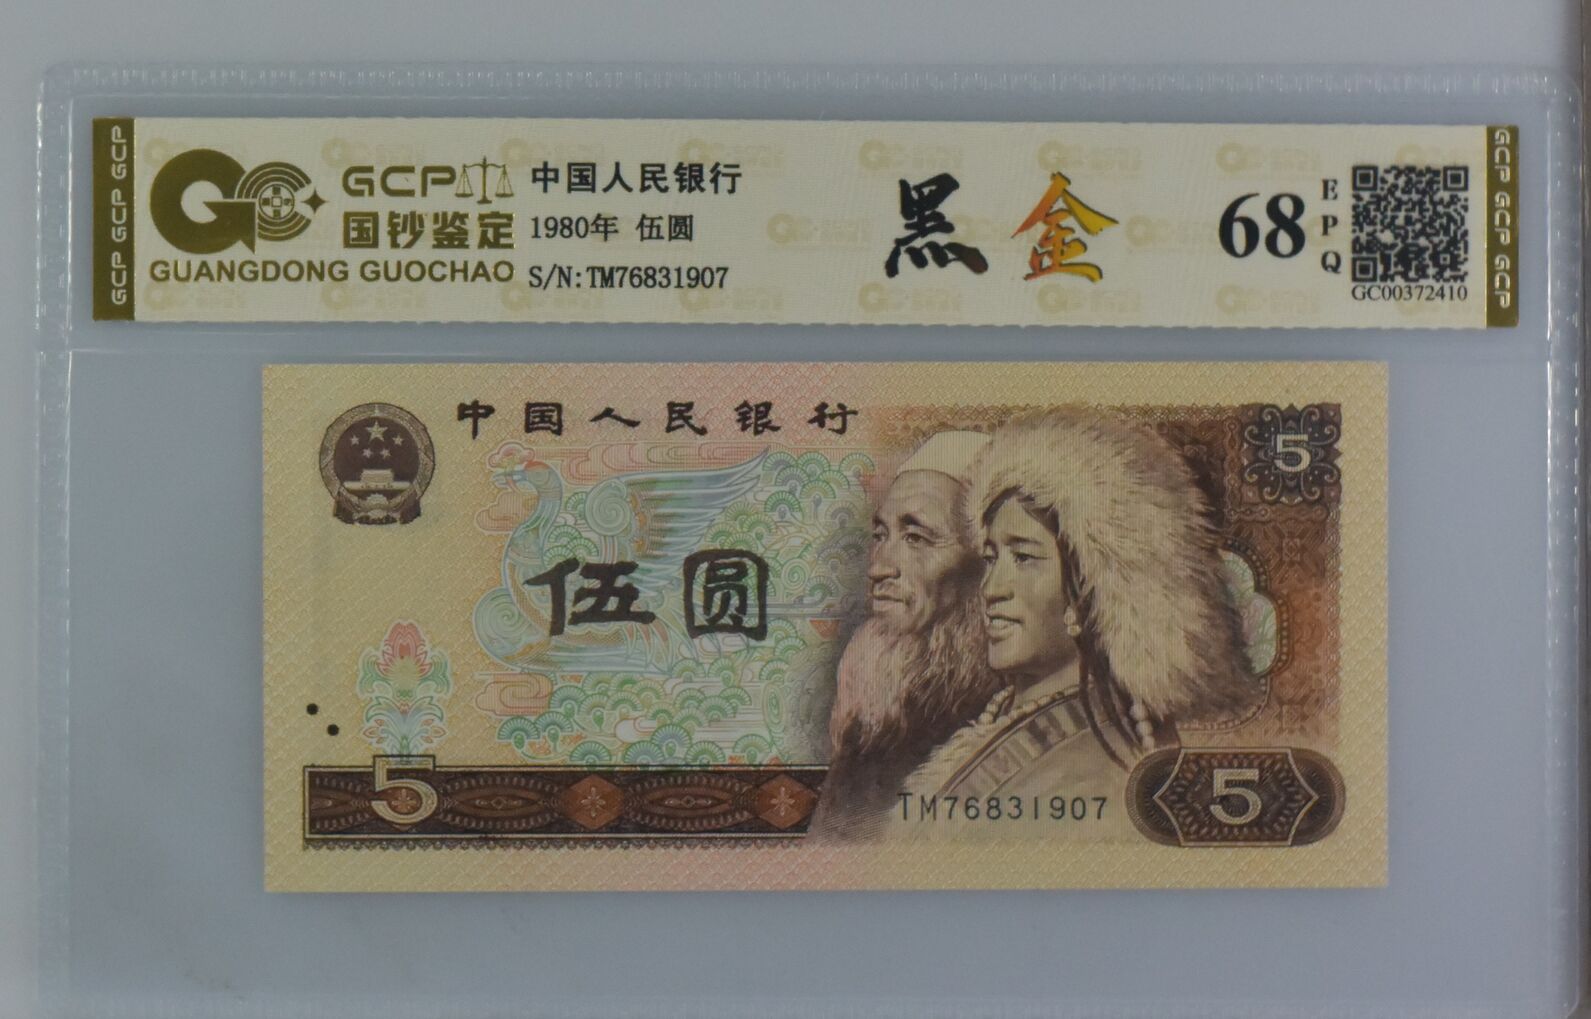 GCP GCP GCP
GCP
国钞鉴定
GUANGDONG GUOCHAO
中国人民银行
1980年 伍圆
S/N:TM76831907
黑金
68
EPQ
GC00372410
GCP GCP GCP
中国人民银行
5
伍圆
5
TM76831907
5